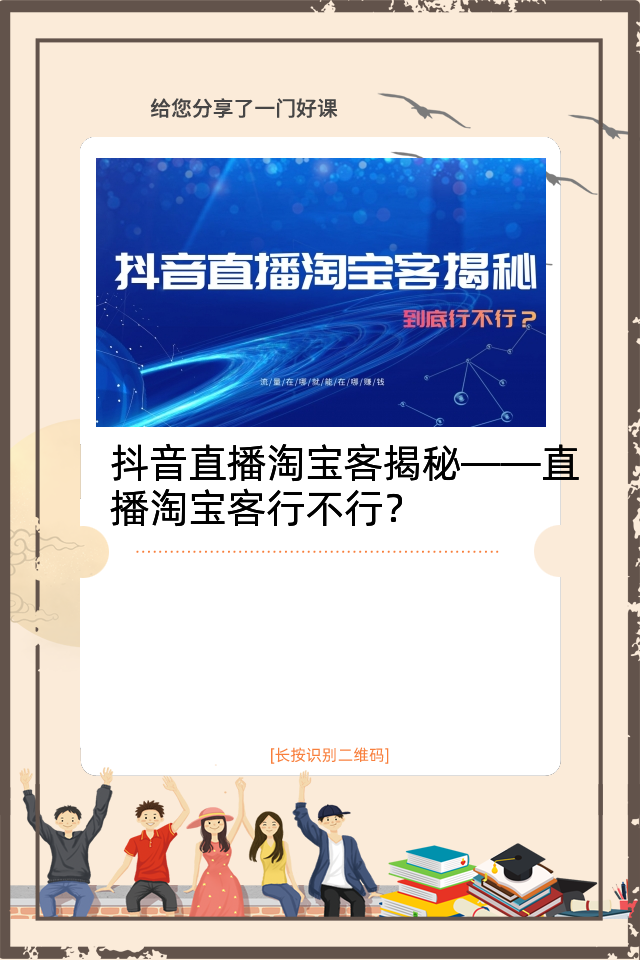 给您分享了一门好课
抖音直播淘宝客揭秘
到底行不行？
流/量/在/哪/就/能/在/哪/赚/钱
抖音直播淘宝客揭秘——直
播淘宝客行不行？
[长按识别二维码]